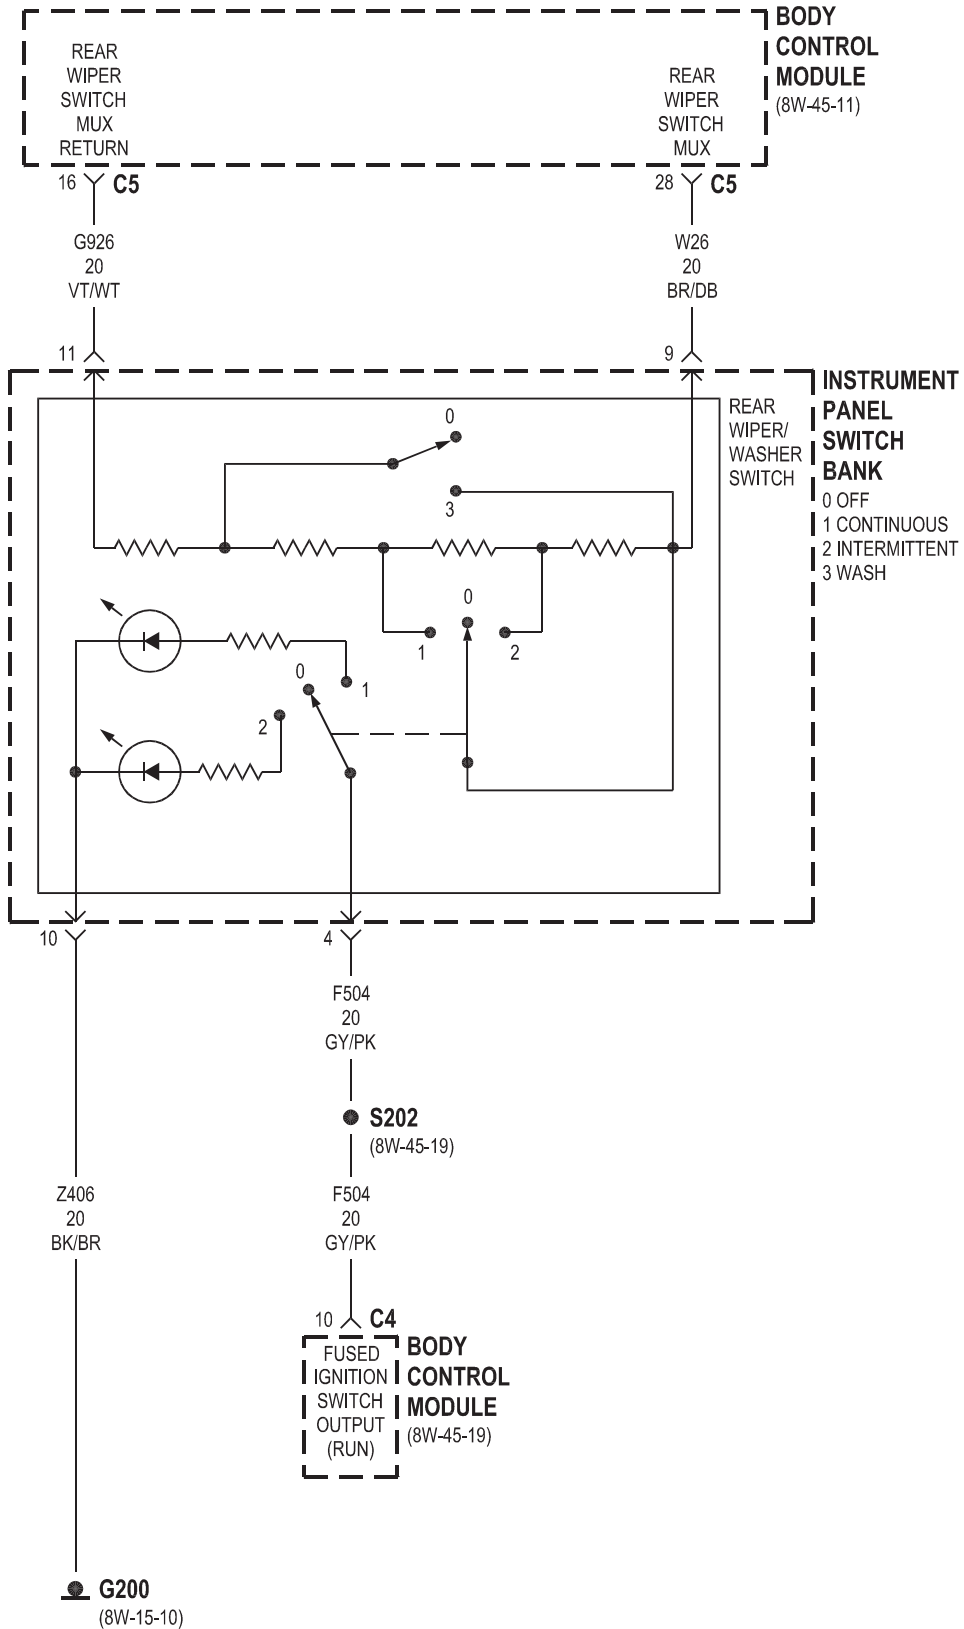 BODY
CONTROL
MODULE
(8W-45-11)
REAR
WIPER
SWITCH
MUX
RETURN
REAR
WIPER
SWITCH
MUX
16
C5
28
C5
G926
20
VT/WT
W26
20
BR/DB
11
9
INSTRUMENT
PANEL
SWITCH
BANK
0 OFF
1 CONTINUOUS
2 INTERMITTENT
3 WASH
REAR
WIPER/
WASHER
SWITCH
0
3
0
1
2
0
1
2
10
4
F504
20
GY/PK
S202
(8W-45-19)
Z406
20
BK/BR
F504
20
GY/PK
10
C4
FUSED
IGNITION
SWITCH
OUTPUT
(RUN)
BODY
CONTROL
MODULE
(8W-45-19)
G200
(8W-15-10)